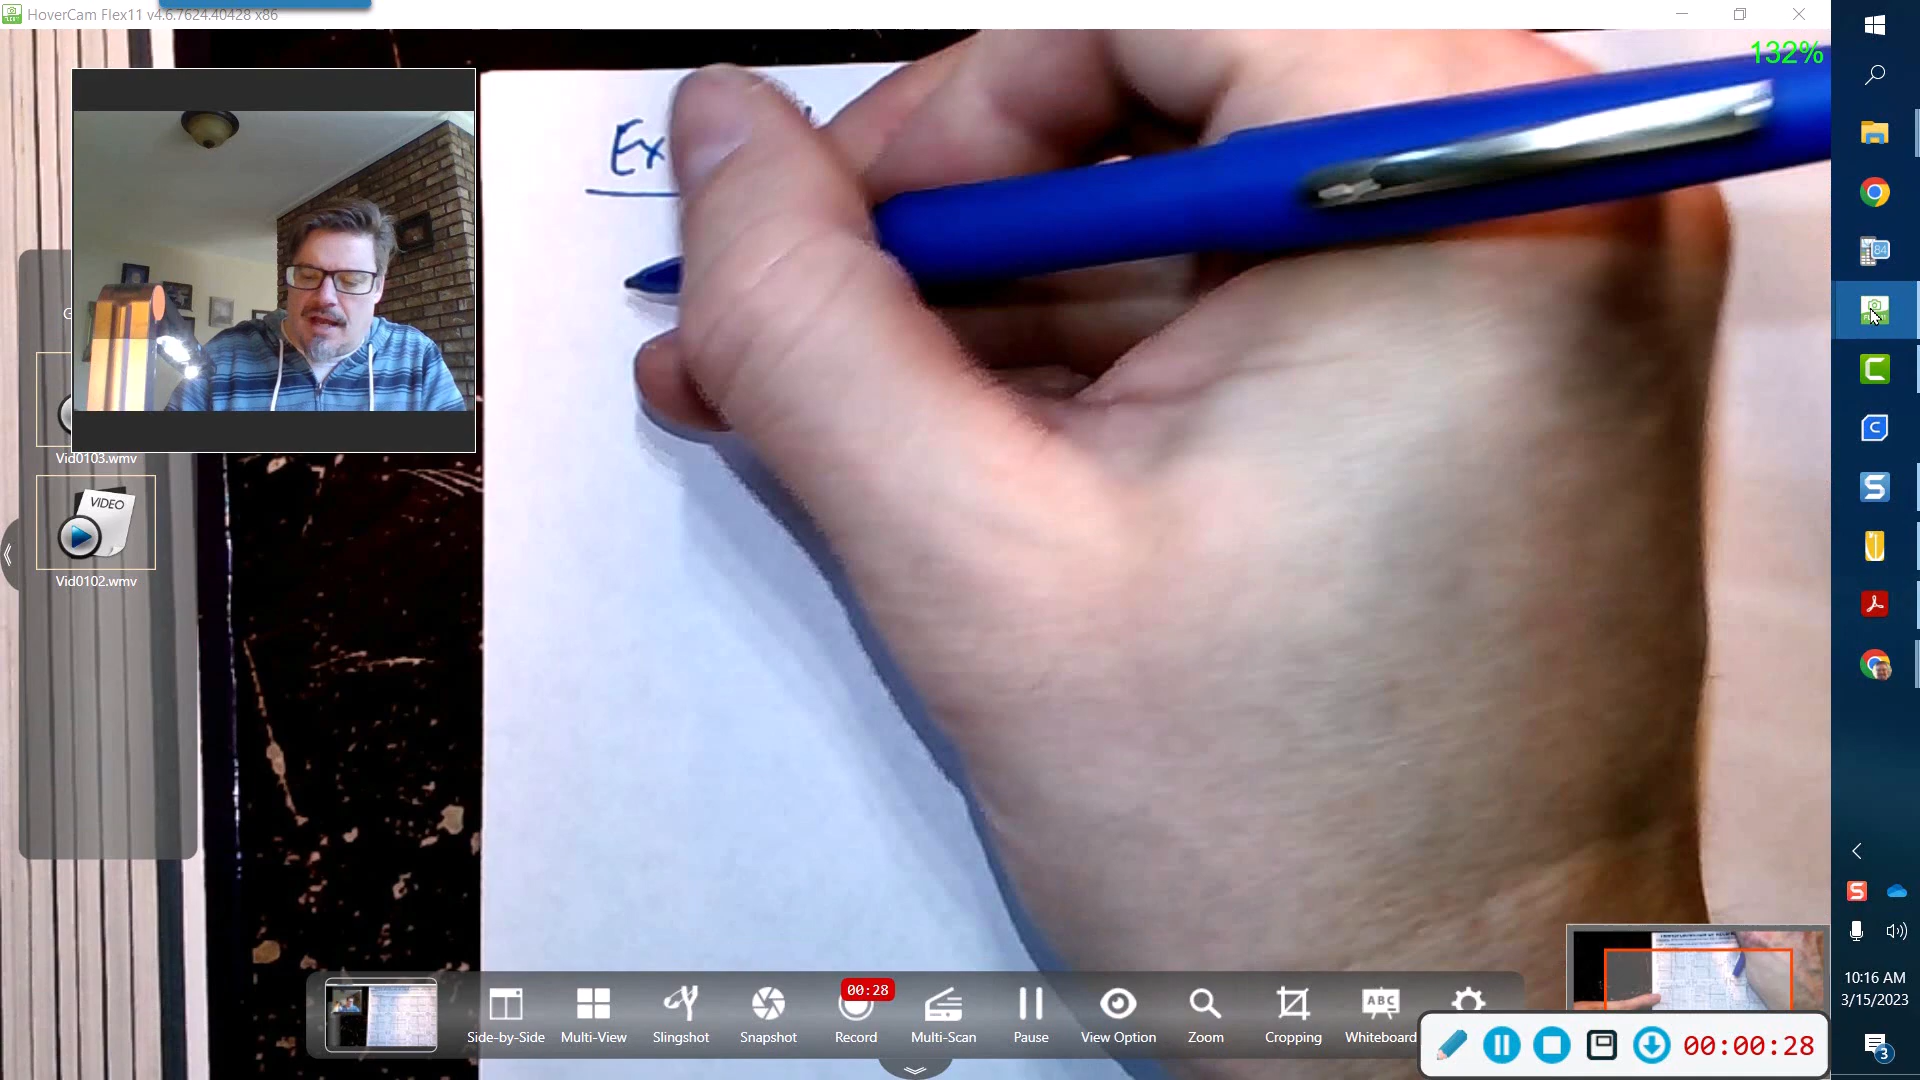 HoverCam Flex11 v4.6.7624.40428 x86
132%
Ex
Vid0103.wmv
VIDEO
Vid0102.wmv
84
00:28
ABC
Side-by-Side
Multi-View
Slingshot
Snapshot
Record
Multi-Scan
Pause
View Option
Zoom
Cropping
Whiteboard
00:00:28
10:16 AM
3/15/2023
3